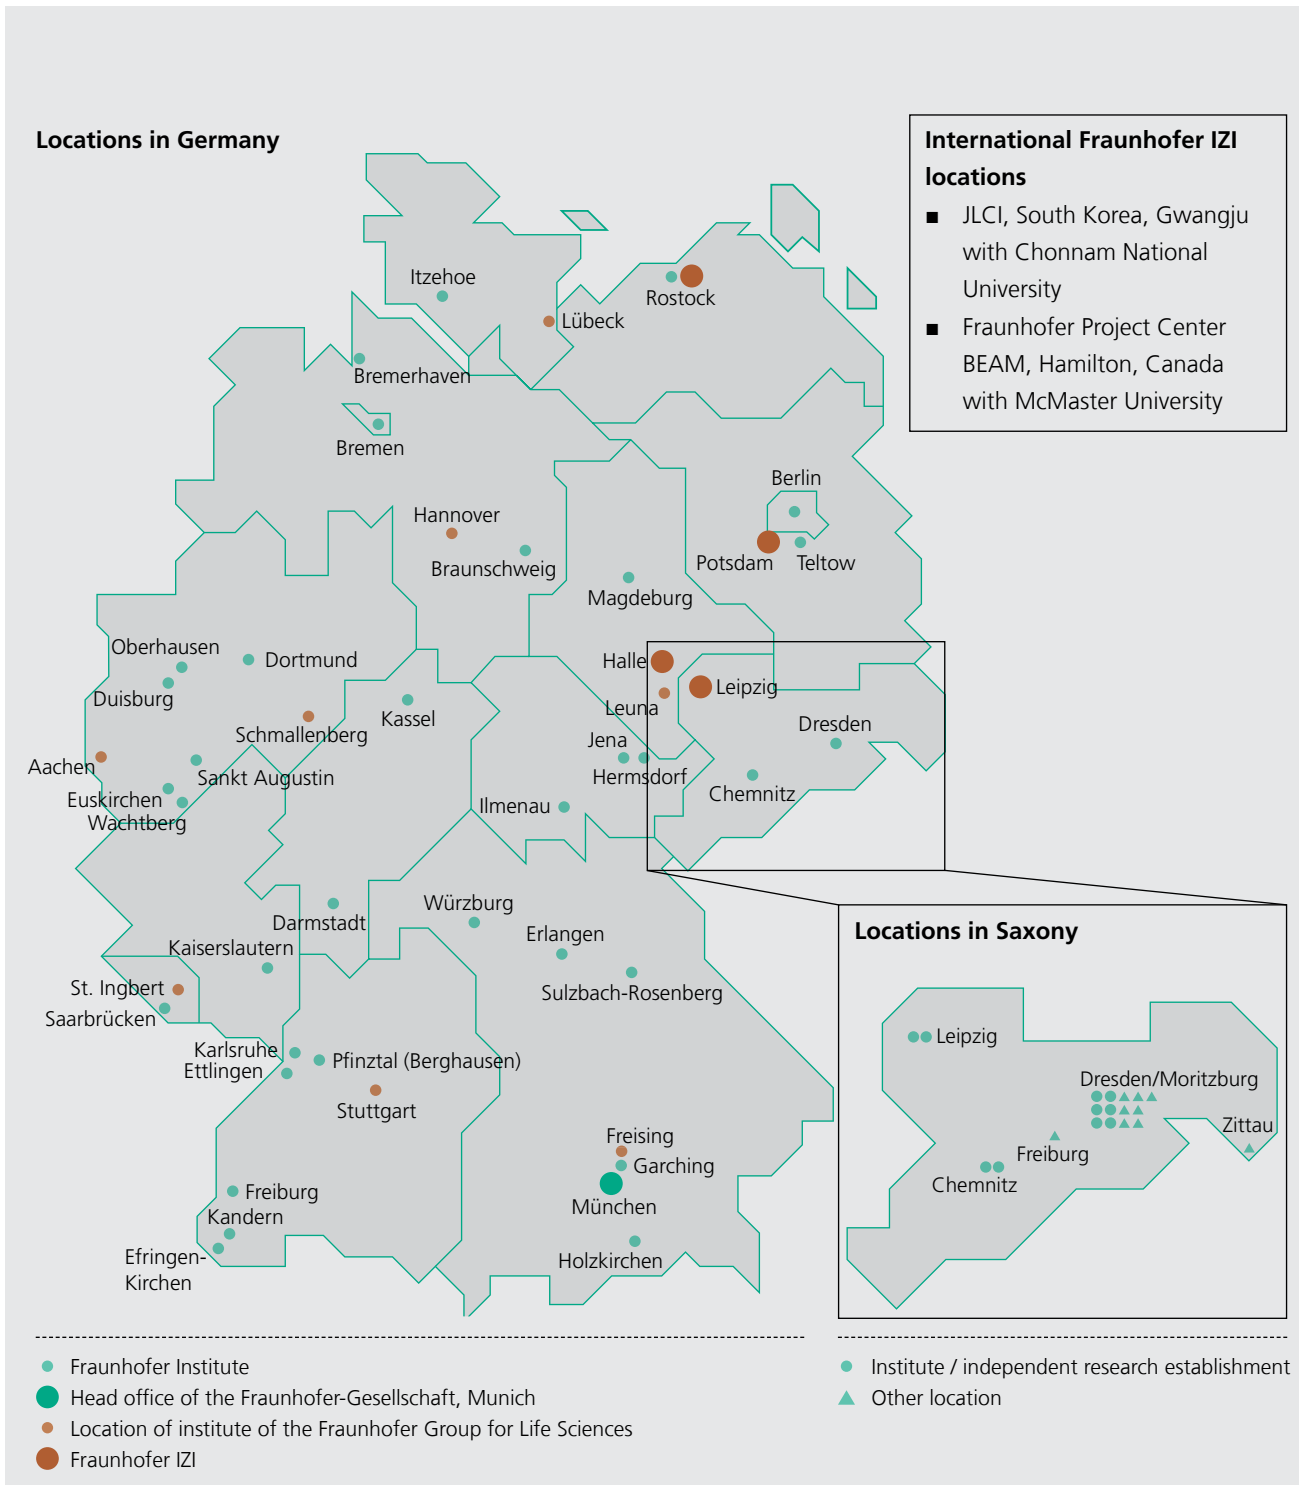 Locations in Germany
International Fraunhofer IZI
locations
■ JLCI, South Korea, Gwangju
with Chonnam National
University
■ Fraunhofer Project Center
BEAM, Hamilton, Canada
with McMaster University
Itzehoe
Rostock
Lübeck
Bremerhaven
Bremen
Berlin
Hannover
Braunschweig
Potsdam
Teltow
Magdeburg
Oberhausen
Dortmund
Halle
Duisburg
Leipzig
Leuna
Kassel
Schmallenberg
Dresden
Jena
Aachen
Sankt Augustin
Hermsdorf
Euskirchen
Chemnitz
Ilmenau
Wachtberg
Würzburg
Darmstadt
Erlangen
Kaiserslautern
St. Ingbert
Sulzbach-Rosenberg
Saarbrücken
Karlsruhe
Ettlingen
Pfinztal (Berghausen)
Stuttgart
Freising
Garching
Freiburg
München
Kandern
Efringen-
Kirchen
Holzkirchen
Locations in Saxony
Leipzig
Dresden/Moritzburg
Zittau
Freiburg
Chemnitz
Fraunhofer Institute
Head office of the Fraunhofer-Gesellschaft, Munich
Location of institute of the Fraunhofer Group for Life Sciences
Fraunhofer IZI
Institute / independent research establishment
Other location